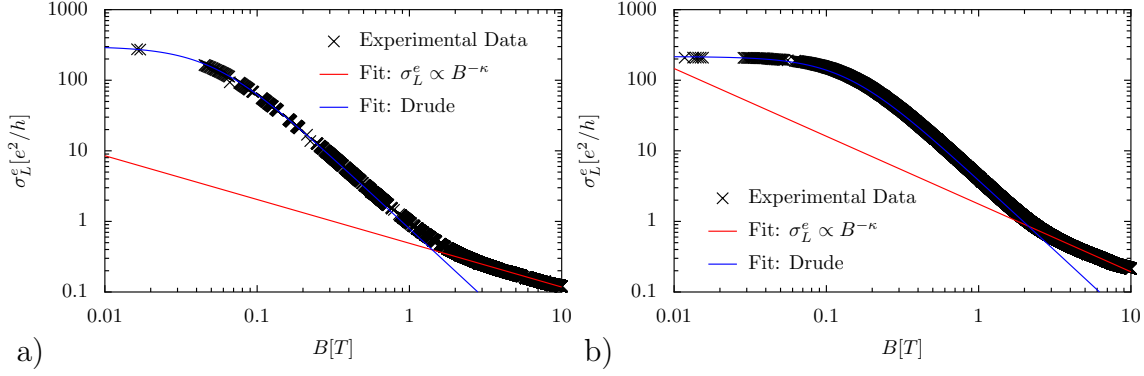 1000
100
10
1
0.1
σ_L^e [e²/h]
Experimental Data
Fit: σ_L^e ∝ B^{−κ}
Fit: Drude
0.01 0.1 1 10
B[T]
a)
1000
100
10
1
0.1
σ_L^e [e²/h]
Experimental Data
Fit: σ_L^e ∝ B^{−κ}
Fit: Drude
0.01 0.1 1 10
B[T]
b)